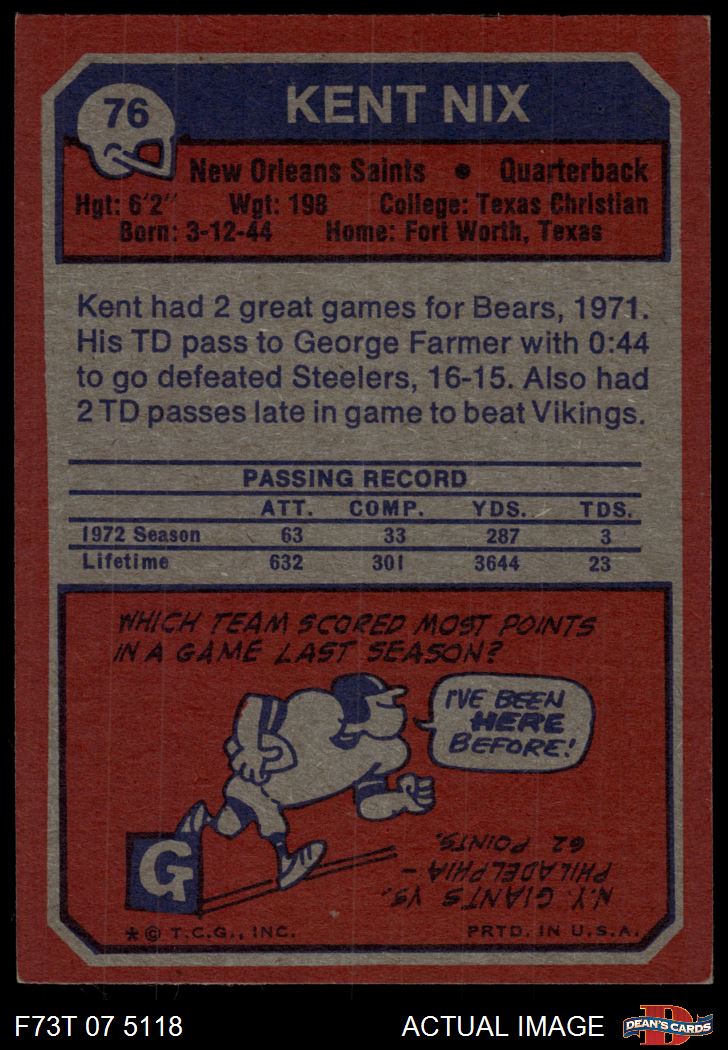 76
KENT NIX
New Orleans Saints • Quarterback
Hgt: 6'2" Wgt: 198 College: Texas Christian
Born: 3-12-44 Home: Fort Worth, Texas
Kent had 2 great games for Bears, 1971.
His TD pass to George Farmer with 0:44
to go defeated Steelers, 16-15. Also had
2 TD passes late in game to beat Vikings.
PASSING RECORD
ATT. COMP. YDS. TDS.
1972 Season 63 33 287 3
Lifetime 632 301 3644 23
WHICH TEAM SCORED MOST POINTS
IN A GAME LAST SEASON?
I'VE BEEN
HERE
BEFORE!
G
N.Y. GIANTS VS.
PHILADELPHIA –
62 POINTS.
* © T.C.G., INC. PRTD. IN U.S.A.
F73T 07 5118 ACTUAL IMAGE
D
DEAN'S CARDS